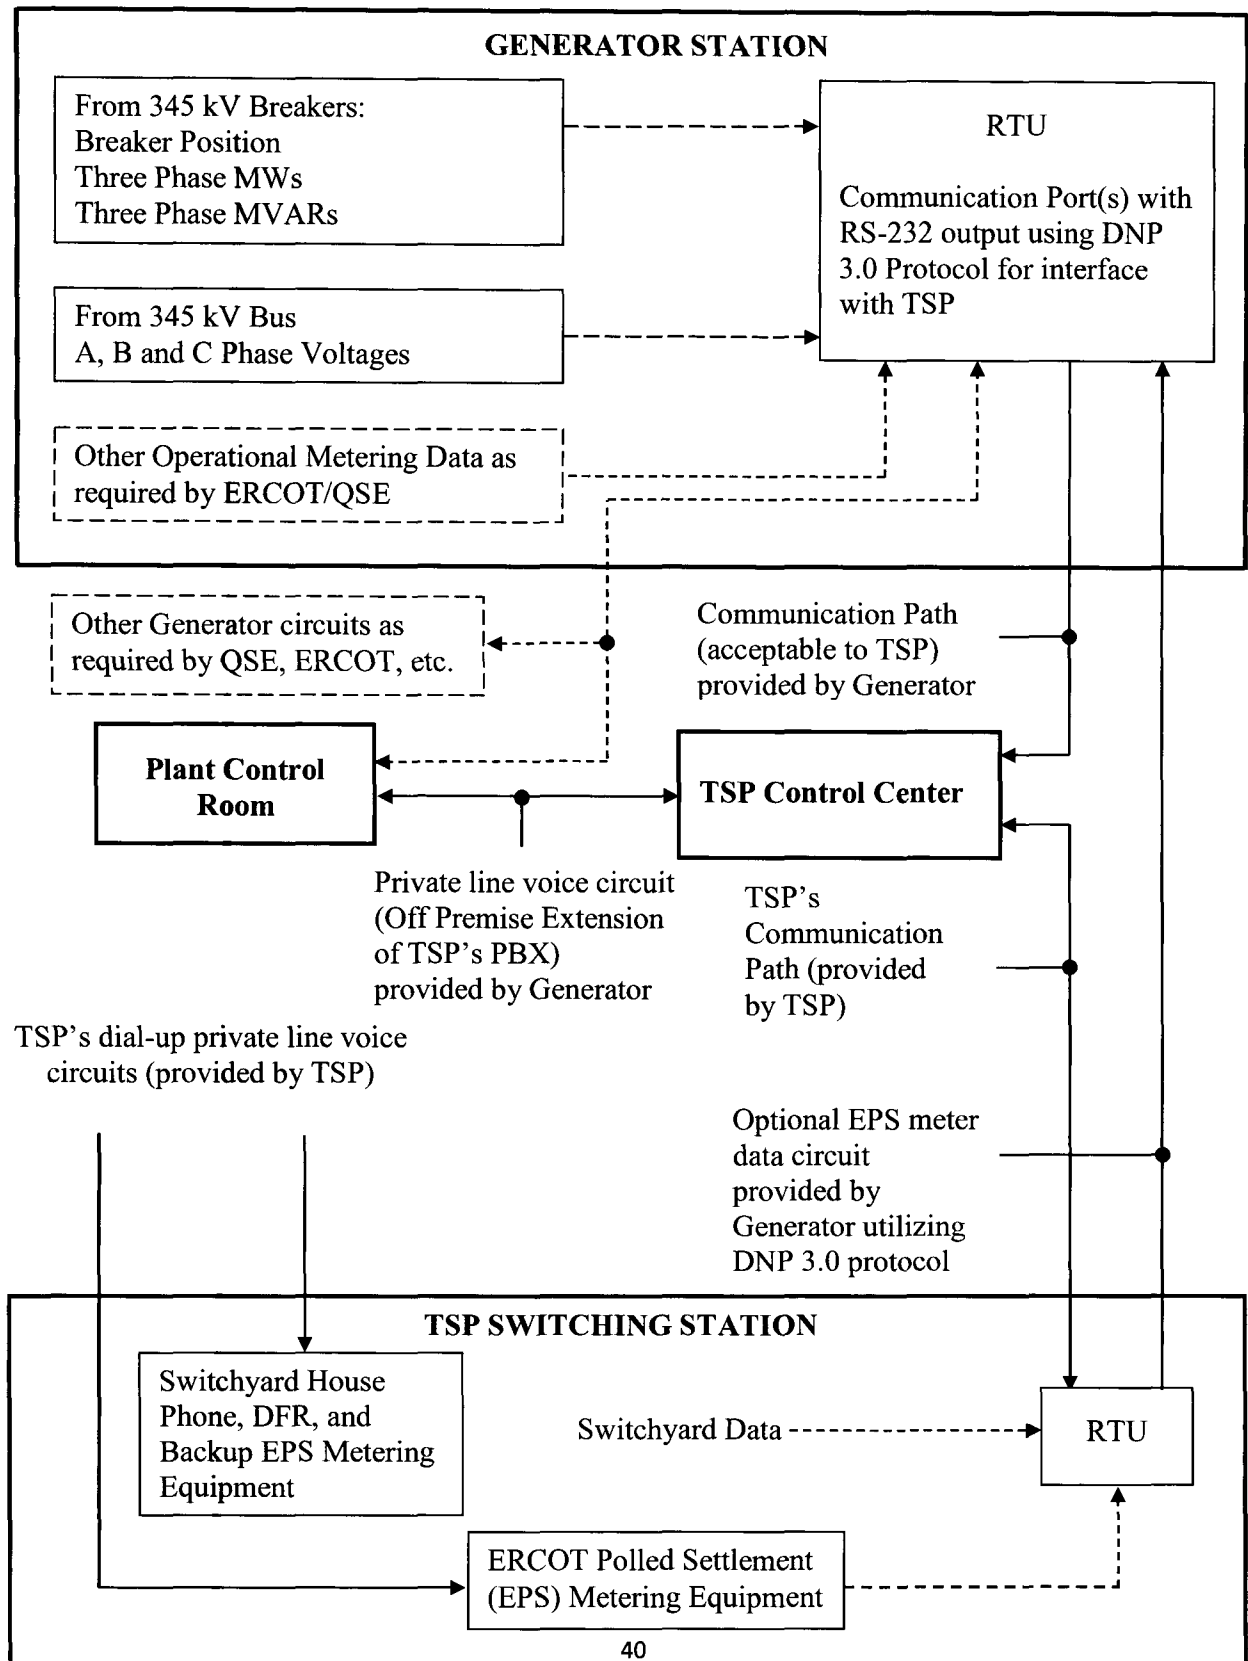 GENERATOR STATION
From 345 kV Breakers:
Breaker Position
Three Phase MWs
Three Phase MVARs
RTU
Communication Port(s) with
RS-232 output using DNP
3.0 Protocol for interface
with TSP
From 345 kV Bus
A, B and C Phase Voltages
Other Operational Metering Data as
required by ERCOT/QSE
Other Generator circuits as
required by QSE, ERCOT, etc.
Communication Path
(acceptable to TSP)
provided by Generator
Plant Control
Room
TSP Control Center
Private line voice circuit
(Off Premise Extension
of TSP's PBX)
provided by Generator
TSP's
Communication
Path (provided
by TSP)
TSP's dial-up private line voice
circuits (provided by TSP)
Optional EPS meter
data circuit
provided by
Generator utilizing
DNP 3.0 protocol
TSP SWITCHING STATION
Switchyard House
Phone, DFR, and
Backup EPS Metering
Equipment
Switchyard Data
RTU
ERCOT Polled Settlement
(EPS) Metering Equipment
40